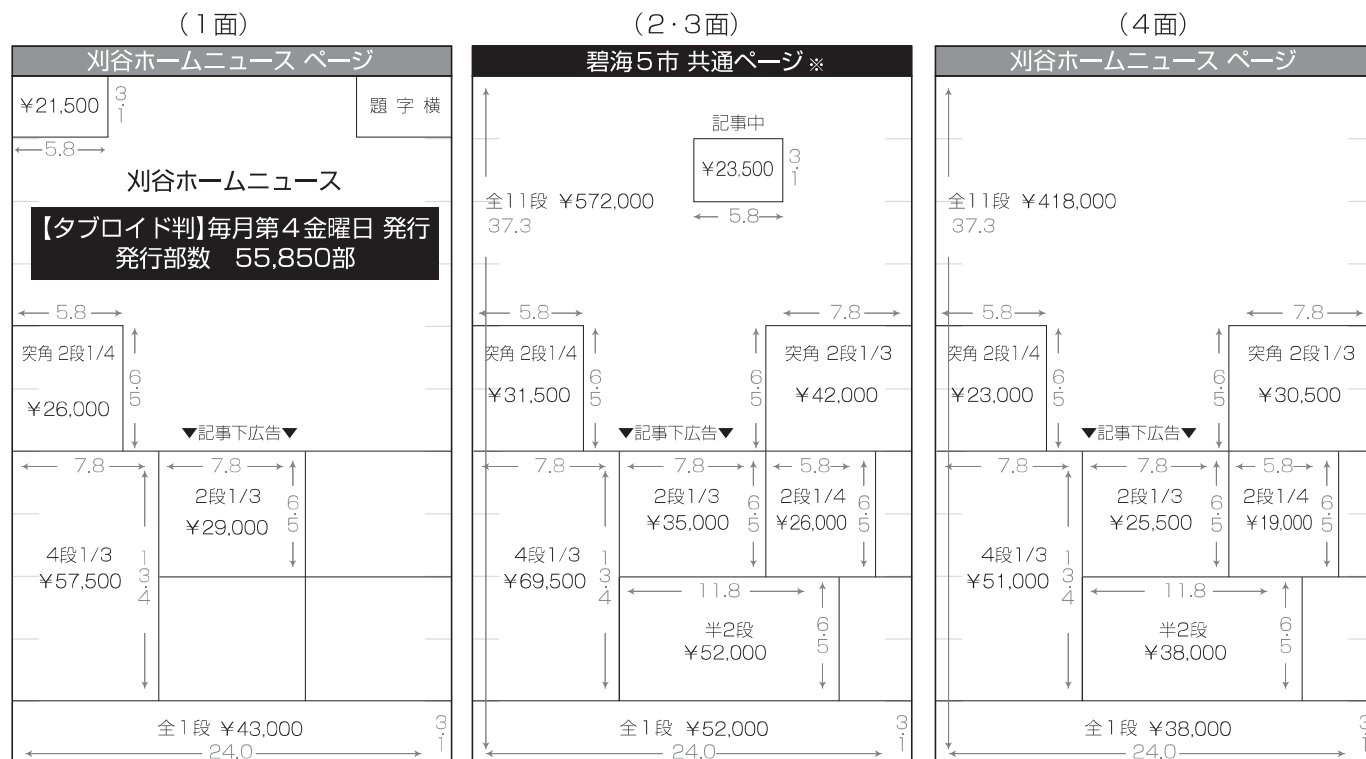 （１面）
刈谷ホームニュース ページ
￥21,500
3.1
5.8
題 字 横
刈谷ホームニュース
【タブロイド判】毎月第４金曜日 発行
発行部数　55,850部
5.8
突角 2段1/4
￥26,000
6.5
▼記事下広告▼
7.8
4段1/3
￥57,500
13.4
7.8
2段1/3
￥29,000
6.5
全１段 ￥43,000
3.1
24.0
（２・３面）
碧海５市 共通ページ※
記事中
￥23,500
3.1
5.8
全11段 ￥572,000
37.3
5.8
突角 2段1/4
￥31,500
6.5
7.8
突角 2段1/3
￥42,000
6.5
▼記事下広告▼
7.8
4段1/3
￥69,500
13.4
7.8
2段1/3
￥35,000
6.5
5.8
2段1/4
￥26,000
6.5
11.8
半2段
￥52,000
6.5
全１段 ￥52,000
3.1
24.0
（４面）
刈谷ホームニュース ページ
全11段 ￥418,000
37.3
5.8
突角 2段1/4
￥23,000
6.5
7.8
突角 2段1/3
￥30,500
6.5
▼記事下広告▼
7.8
4段1/3
￥51,000
13.4
7.8
2段1/3
￥25,500
6.5
5.8
2段1/4
￥19,000
6.5
11.8
半2段
￥38,000
6.5
全１段 ￥38,000
3.1
24.0